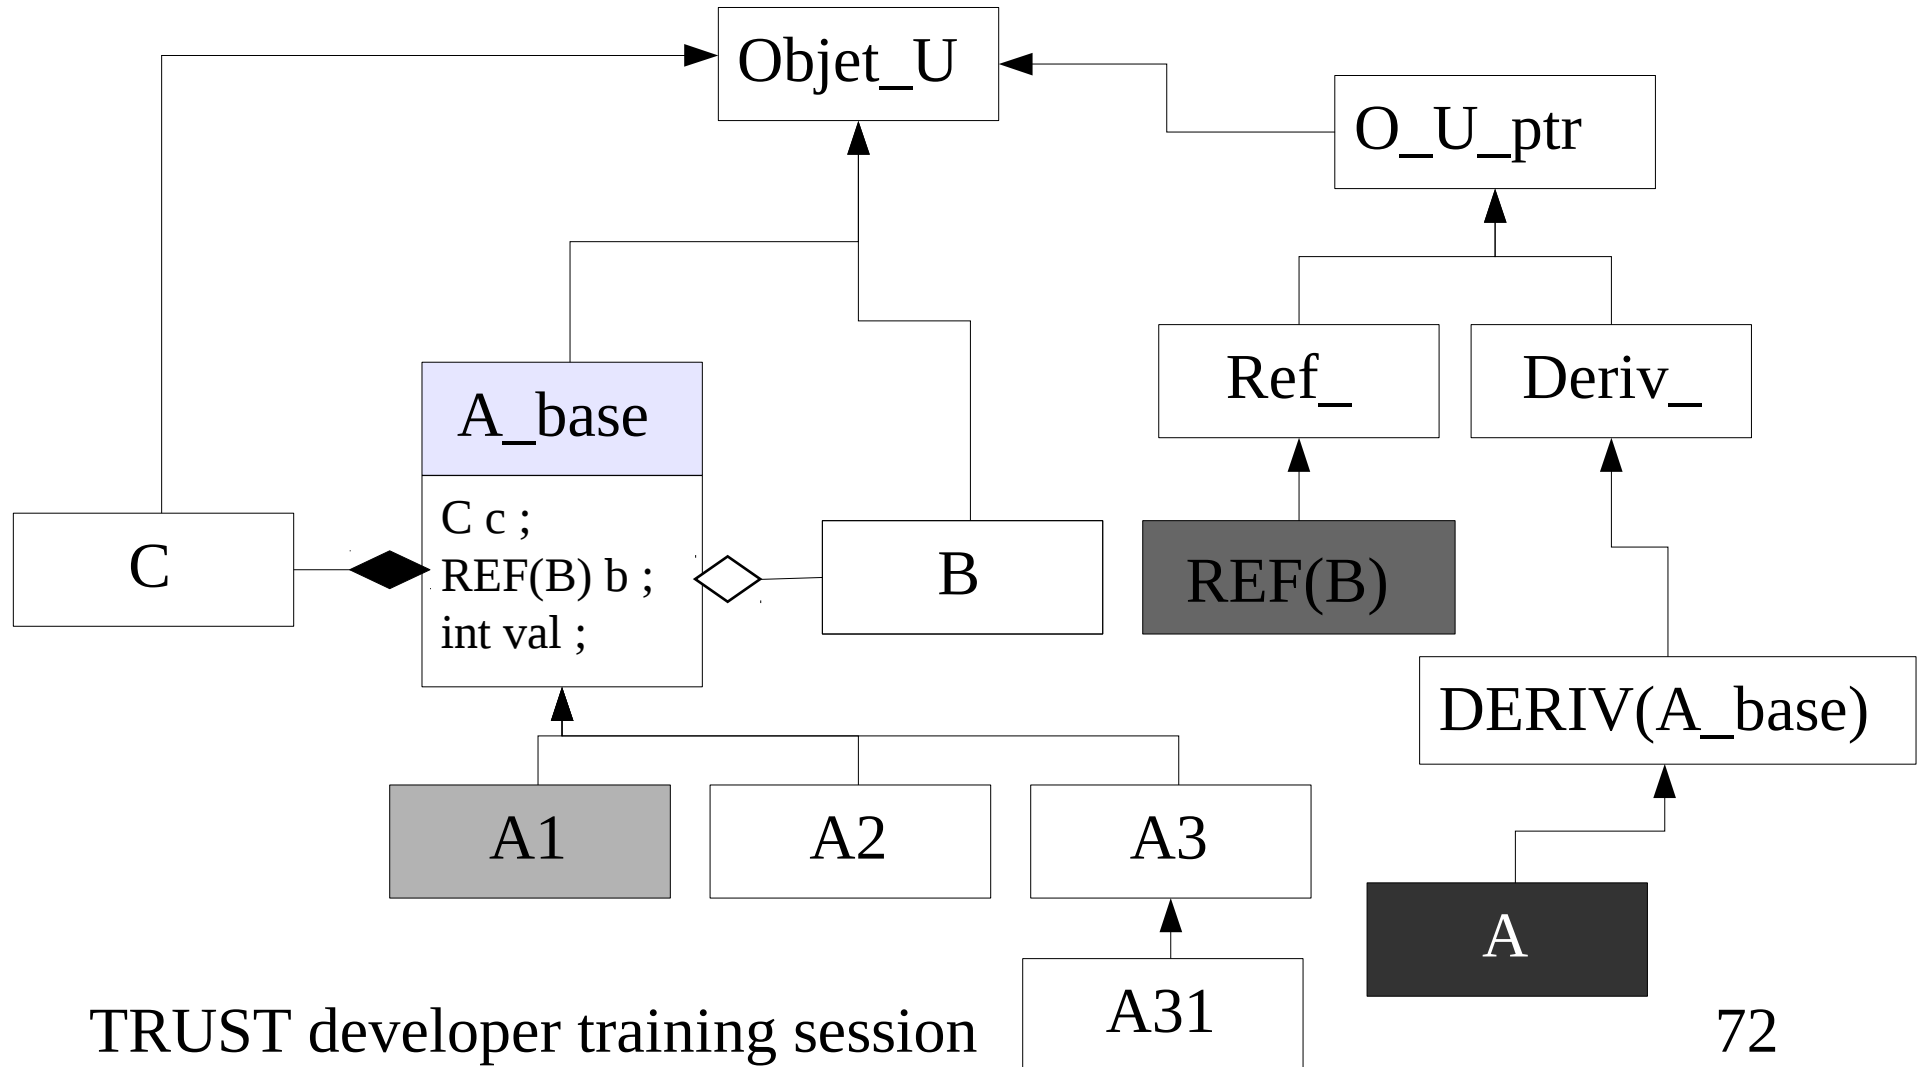 Objet_U
O_U_ptr
Ref_
Deriv_
A_base
C c ;
REF(B) b ;
int val ;
C
B
REF(B)
DERIV(A_base)
A1
A2
A3
A
A31
TRUST developer training session
72